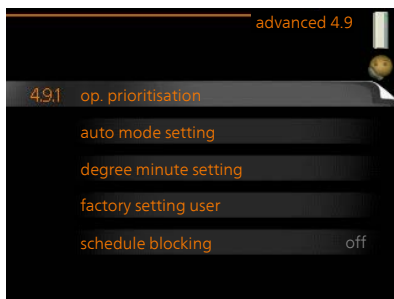 advanced 4.9
4.9.1 op. prioritisation
auto mode setting
degree minute setting
factory setting user
schedule blocking off